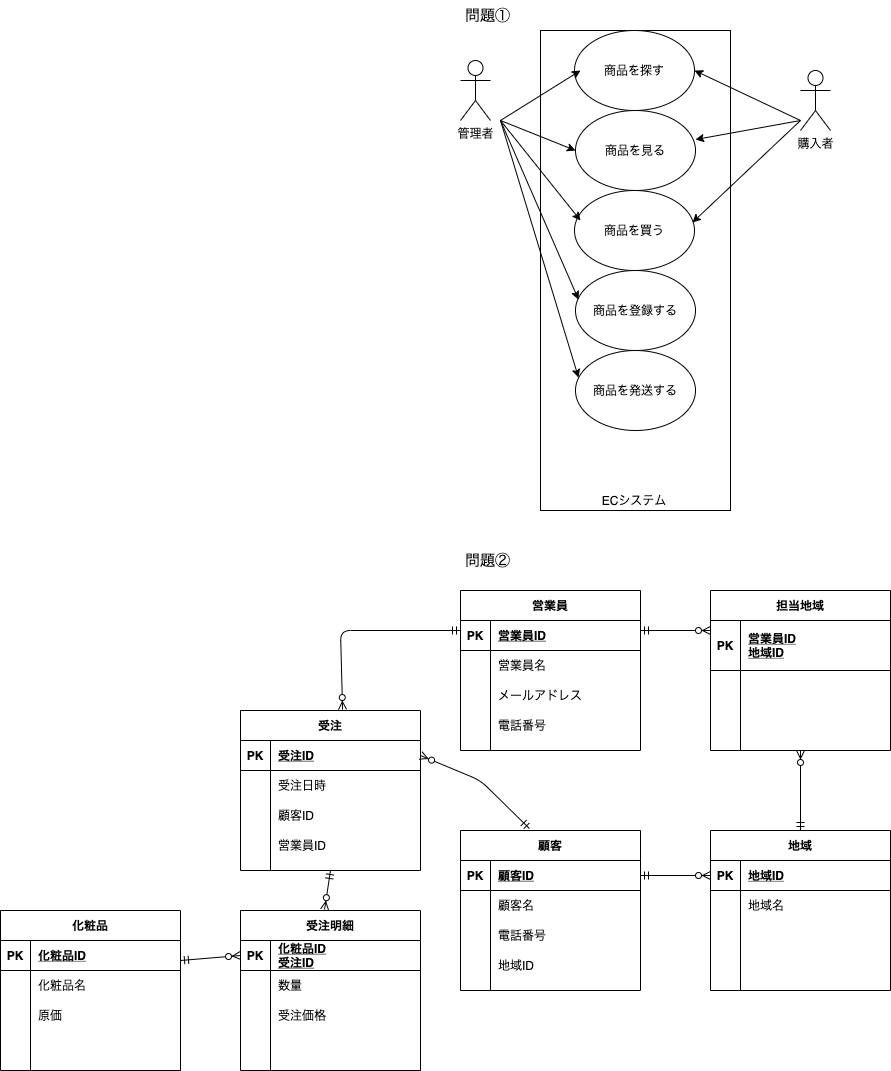 問題①
管理者
購入者
商品を探す
商品を見る
商品を買う
商品を登録する
商品を発送する
ECシステム
問題②
営業員
PK 営業員ID
営業員名
メールアドレス
電話番号
担当地域
PK 営業員ID
地域ID
受注
PK 受注ID
受注日時
顧客ID
営業員ID
顧客
PK 顧客ID
顧客名
電話番号
地域ID
地域
PK 地域ID
地域名
化粧品
PK 化粧品ID
化粧品名
原価
受注明細
PK 化粧品ID
受注ID
数量
受注価格